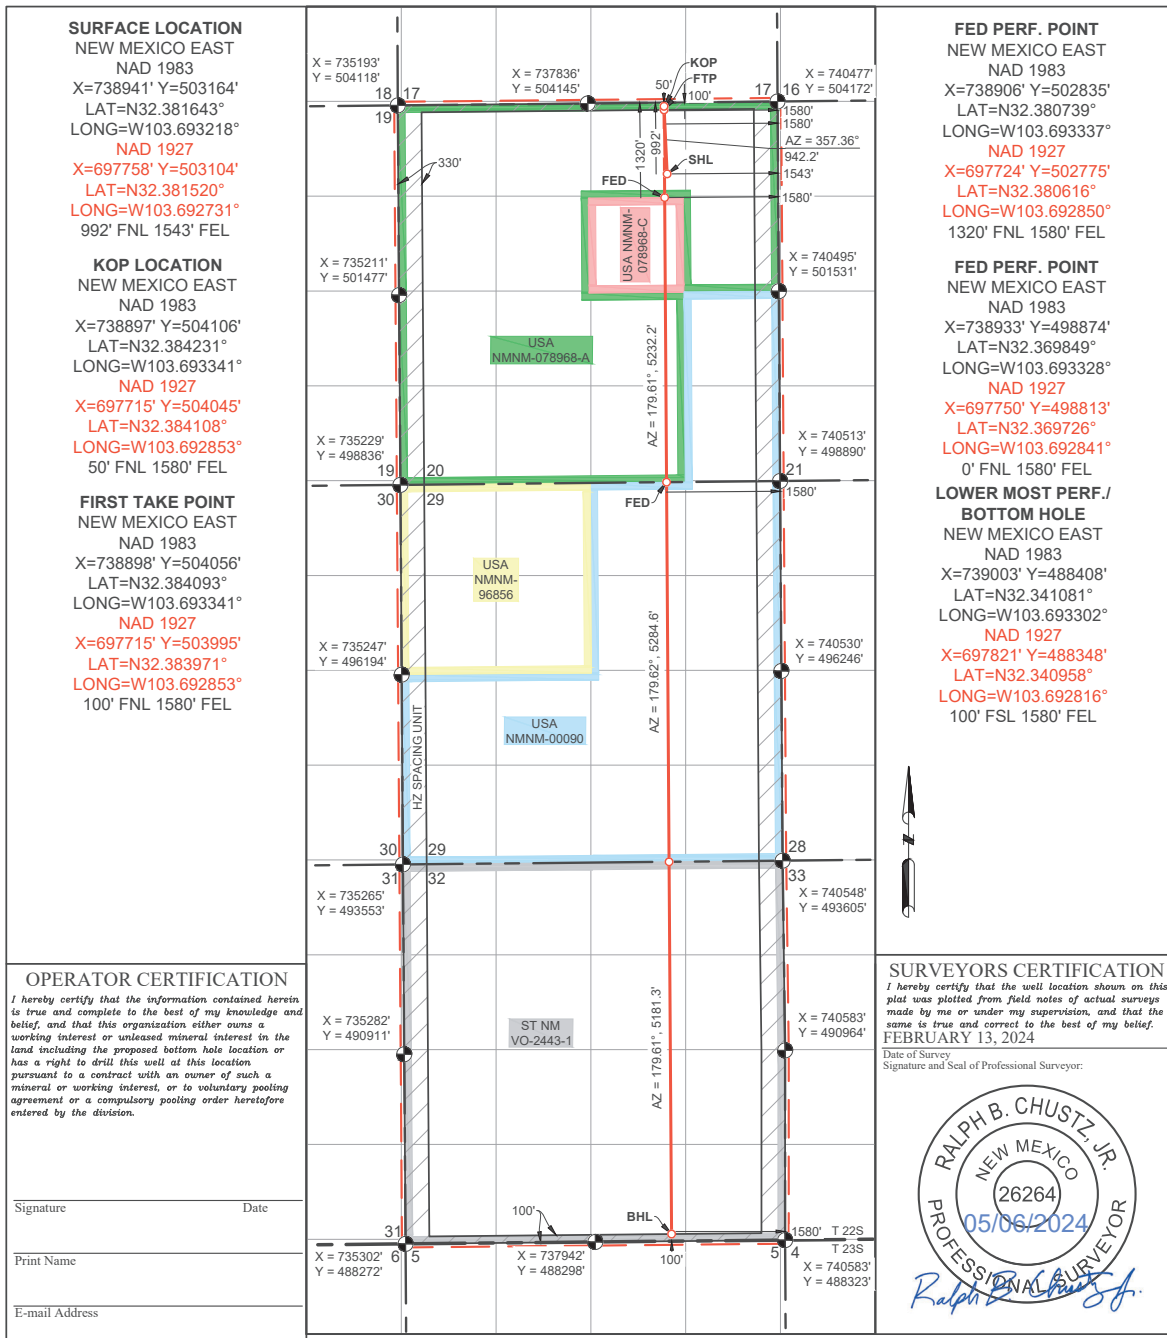 SURFACE LOCATION
NEW MEXICO EAST
NAD 1983
X=738941' Y=503164'
LAT=N32.381643°
LONG=W103.693218°
NAD 1927
X=697758' Y=503104'
LAT=N32.381520°
LONG=W103.692731°
992' FNL 1543' FEL
KOP LOCATION
NEW MEXICO EAST
NAD 1983
X=738897' Y=504106'
LAT=N32.384231°
LONG=W103.693341°
NAD 1927
X=697715' Y=504045'
LAT=N32.384108°
LONG=W103.692853°
50' FNL 1580' FEL
FIRST TAKE POINT
NEW MEXICO EAST
NAD 1983
X=738898' Y=504056'
LAT=N32.384093°
LONG=W103.693341°
NAD 1927
X=697715' Y=503995'
LAT=N32.383971°
LONG=W103.692853°
100' FNL 1580' FEL
OPERATOR CERTIFICATION
I hereby certify that the information contained herein
is true and complete to the best of my knowledge and
belief, and that this organization either owns a
working interest or unleased mineral interest in the
land including the proposed bottom hole location or
has a right to drill this well at this location
pursuant to a contract with an owner of such a
mineral or working interest, or to voluntary pooling
agreement or a compulsory pooling order heretofore
entered by the division.
Signature Date
Print Name
E-mail Address
X = 735193'
Y = 504118'
X = 737836'
Y = 504145'
X = 740477'
Y = 504172'
KOP
FTP
50'
100'
18 17
19
17 16
1580'
1580'
AZ = 357.36°
942.2'
1320'
992'
SHL
1543'
330'
FED
1580'
USA NMNM-
078968-C
X = 735211'
Y = 501477'
X = 740495'
Y = 501531'
USA
NMNM-078968-A
AZ = 179.61°, 5232.2'
X = 735229'
Y = 498836'
X = 740513'
Y = 498890'
19 20
30 29
21
1580'
FED
USA
NMNM-
96856
X = 735247'
Y = 496194'
X = 740530'
Y = 496246'
AZ = 179.62°, 5284.6'
USA
NMNM-00090
HZ SPACING UNIT
30 29
31 32
28
33
X = 735265'
Y = 493553'
X = 740548'
Y = 493605'
ST NM
VO-2443-1
X = 735282'
Y = 490911'
X = 740583'
Y = 490964'
AZ = 179.61°, 5181.3'
100'
BHL
1580'
T 22S
T 23S
31
6 5
5 4
100'
X = 735302'
Y = 488272'
X = 737942'
Y = 488298'
X = 740583'
Y = 488323'
FED PERF. POINT
NEW MEXICO EAST
NAD 1983
X=738906' Y=502835'
LAT=N32.380739°
LONG=W103.693337°
NAD 1927
X=697724' Y=502775'
LAT=N32.380616°
LONG=W103.692850°
1320' FNL 1580' FEL
FED PERF. POINT
NEW MEXICO EAST
NAD 1983
X=738933' Y=498874'
LAT=N32.369849°
LONG=W103.693328°
NAD 1927
X=697750' Y=498813'
LAT=N32.369726°
LONG=W103.692841°
0' FNL 1580' FEL
LOWER MOST PERF./
BOTTOM HOLE
NEW MEXICO EAST
NAD 1983
X=739003' Y=488408'
LAT=N32.341081°
LONG=W103.693302°
NAD 1927
X=697821' Y=488348'
LAT=N32.340958°
LONG=W103.692816°
100' FSL 1580' FEL
N
SURVEYORS CERTIFICATION
I hereby certify that the well location shown on this
plat was plotted from field notes of actual surveys
made by me or under my supervision, and that the
same is true and correct to the best of my belief.
FEBRUARY 13, 2024
Date of Survey
Signature and Seal of Professional Surveyor:
RALPH B. CHUSTZ, JR.
NEW MEXICO
26264
05/06/2024
PROFESSIONAL SURVEYOR
Ralph B. Chustz Jr.